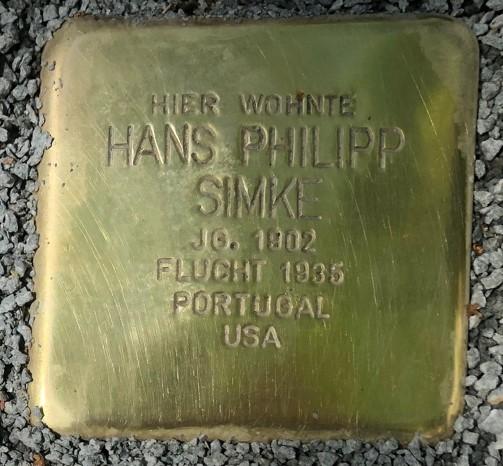 HIER WOHNTE
HANS PHILIPP
SIMKE
JG. 1902
FLUCHT 1935
PORTUGAL
USA